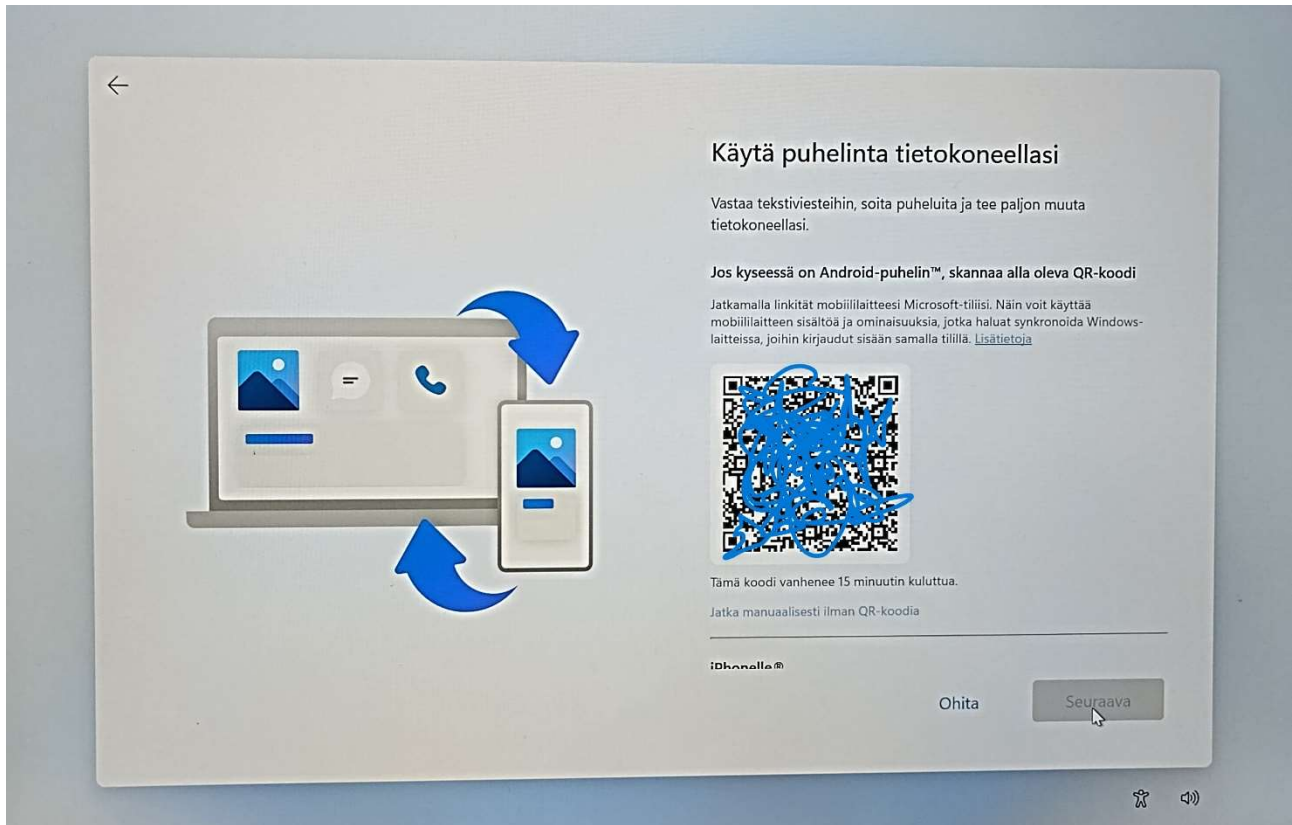 Käytä puhelinta tietokoneellasi
Vastaa tekstiviesteihin, soita puheluita ja tee paljon muuta
tietokoneellasi.
Jos kyseessä on Android-puhelin™, skannaa alla oleva QR-koodi
Jatkamalla linkität mobiililaitteesi Microsoft-tiliisi. Näin voit käyttää
mobiililaitteen sisältöä ja ominaisuuksia, jotka haluat synkronoida Windows-
laitteissa, joihin kirjaudut sisään samalla tilillä. Lisätietoja
Tämä koodi vanhenee 15 minuutin kuluttua.
Jatka manuaalisesti ilman QR-koodia
iPhonelle®
Ohita
Seuraava